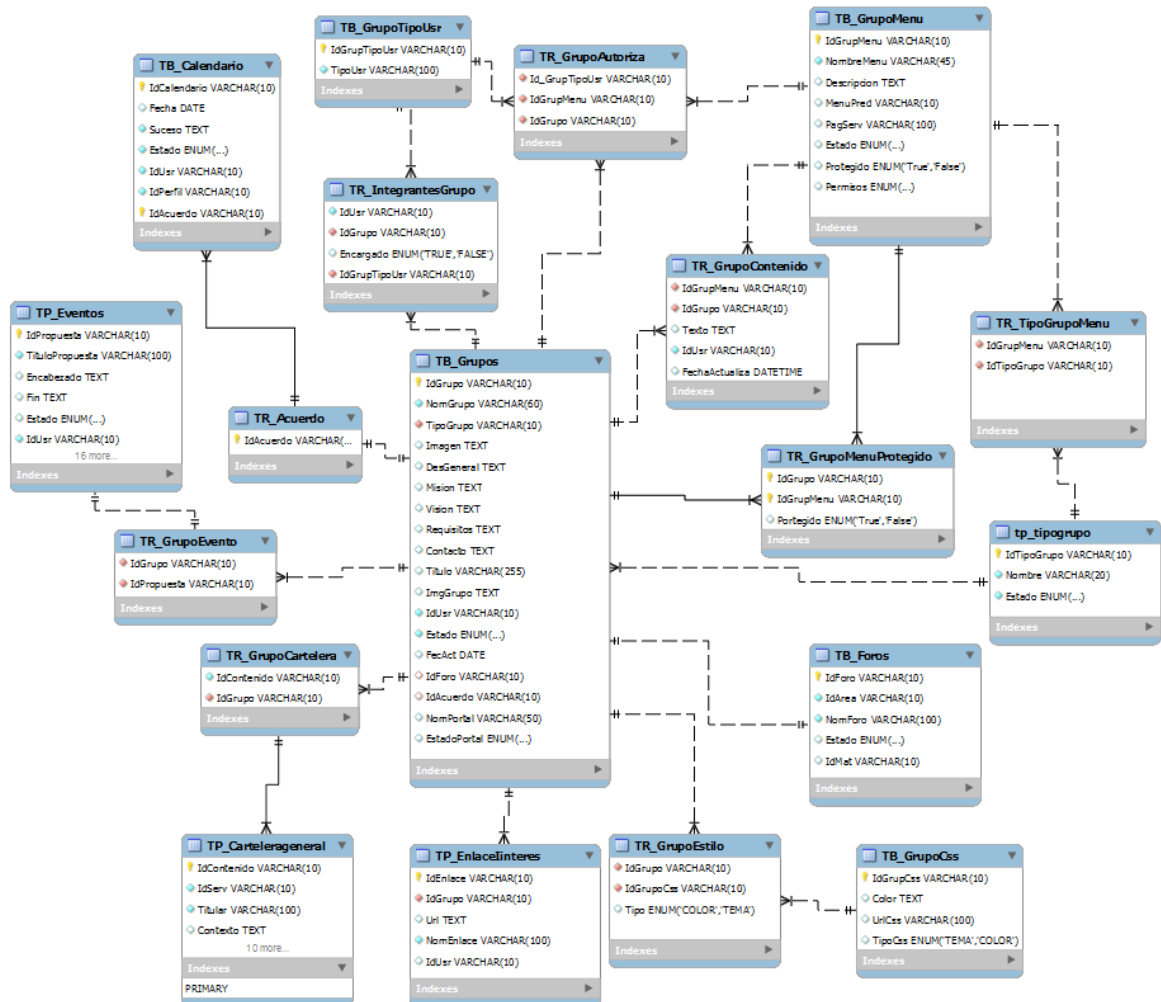 TB_GrupoTipoUsr
IdGrupTipoUsr VARCHAR(10)
TipoUsr VARCHAR(100)
Indexes
TB_GrupoMenu
IdGrupMenu VARCHAR(10)
NombreMenu VARCHAR(45)
Descripcion TEXT
MenuPred VARCHAR(10)
PagServ VARCHAR(100)
Estado ENUM(...)
Protegido ENUM('True','False')
Permisos ENUM(...)
Indexes
TR_GrupoAutoriza
Id_GrupTipoUsr VARCHAR(10)
IdGrupMenu VARCHAR(10)
IdGrupo VARCHAR(10)
Indexes
TB_Calendario
IdCalendario VARCHAR(10)
Fecha DATE
Suceso TEXT
Estado ENUM(...)
IdUsr VARCHAR(10)
IdPerfil VARCHAR(10)
IdAcuerdo VARCHAR(10)
Indexes
TR_IntegrantesGrupo
IdUsr VARCHAR(10)
IdGrupo VARCHAR(10)
Encargado ENUM('TRUE','FALSE')
IdGrupTipoUsr VARCHAR(10)
Indexes
TR_GrupoContenido
IdGrupMenu VARCHAR(10)
IdGrupo VARCHAR(10)
Texto TEXT
IdUsr VARCHAR(10)
FechaActualiza DATETIME
Indexes
TP_Eventos
IdPropuesta VARCHAR(10)
TituloPropuesta VARCHAR(100)
Encabezado TEXT
Fin TEXT
Estado ENUM(...)
IdUsr VARCHAR(10)
16 more...
Indexes
TR_TipoGrupoMenu
IdGrupMenu VARCHAR(10)
IdTipoGrupo VARCHAR(10)
Indexes
TB_Grupos
IdGrupo VARCHAR(10)
NomGrupo VARCHAR(60)
TipoGrupo VARCHAR(10)
Imagen TEXT
DesGeneral TEXT
Mision TEXT
Vision TEXT
Requisitos TEXT
Contacto TEXT
Titulo VARCHAR(255)
ImgGrupo TEXT
IdUsr VARCHAR(10)
Estado ENUM(...)
FecAct DATE
IdForo VARCHAR(10)
IdAcuerdo VARCHAR(10)
NomPortal VARCHAR(50)
EstadoPortal ENUM(...)
Indexes
TR_Acuerdo
IdAcuerdo VARCHAR(...
Indexes
TR_GrupoMenuProtegido
IdGrupo VARCHAR(10)
IdGrupMenu VARCHAR(10)
Portegido ENUM('True','False')
Indexes
TR_GrupoEvento
IdGrupo VARCHAR(10)
IdPropuesta VARCHAR(10)
Indexes
tp_tipogrupo
IdTipoGrupo VARCHAR(10)
Nombre VARCHAR(20)
Estado ENUM(...)
Indexes
TR_GrupoCartelera
IdContenido VARCHAR(10)
IdGrupo VARCHAR(10)
Indexes
TB_Foros
IdForo VARCHAR(10)
IdArea VARCHAR(10)
NomForo VARCHAR(100)
Estado ENUM(...)
IdMat VARCHAR(10)
Indexes
TP_Cartelerageneral
IdContenido VARCHAR(10)
IdServ VARCHAR(10)
Titular VARCHAR(100)
Contexto TEXT
10 more...
Indexes
PRIMARY
TP_EnlaceIinteres
IdEnlace VARCHAR(10)
IdGrupo VARCHAR(10)
Url TEXT
NomEnlace VARCHAR(100)
IdUsr VARCHAR(10)
Indexes
TR_GrupoEstilo
IdGrupo VARCHAR(10)
IdGrupoCss VARCHAR(10)
Tipo ENUM('COLOR','TEMA')
Indexes
TB_GrupoCss
IdGrupCss VARCHAR(10)
Color TEXT
UrlCss VARCHAR(100)
TipoCss ENUM('TEMA','COLOR')
Indexes